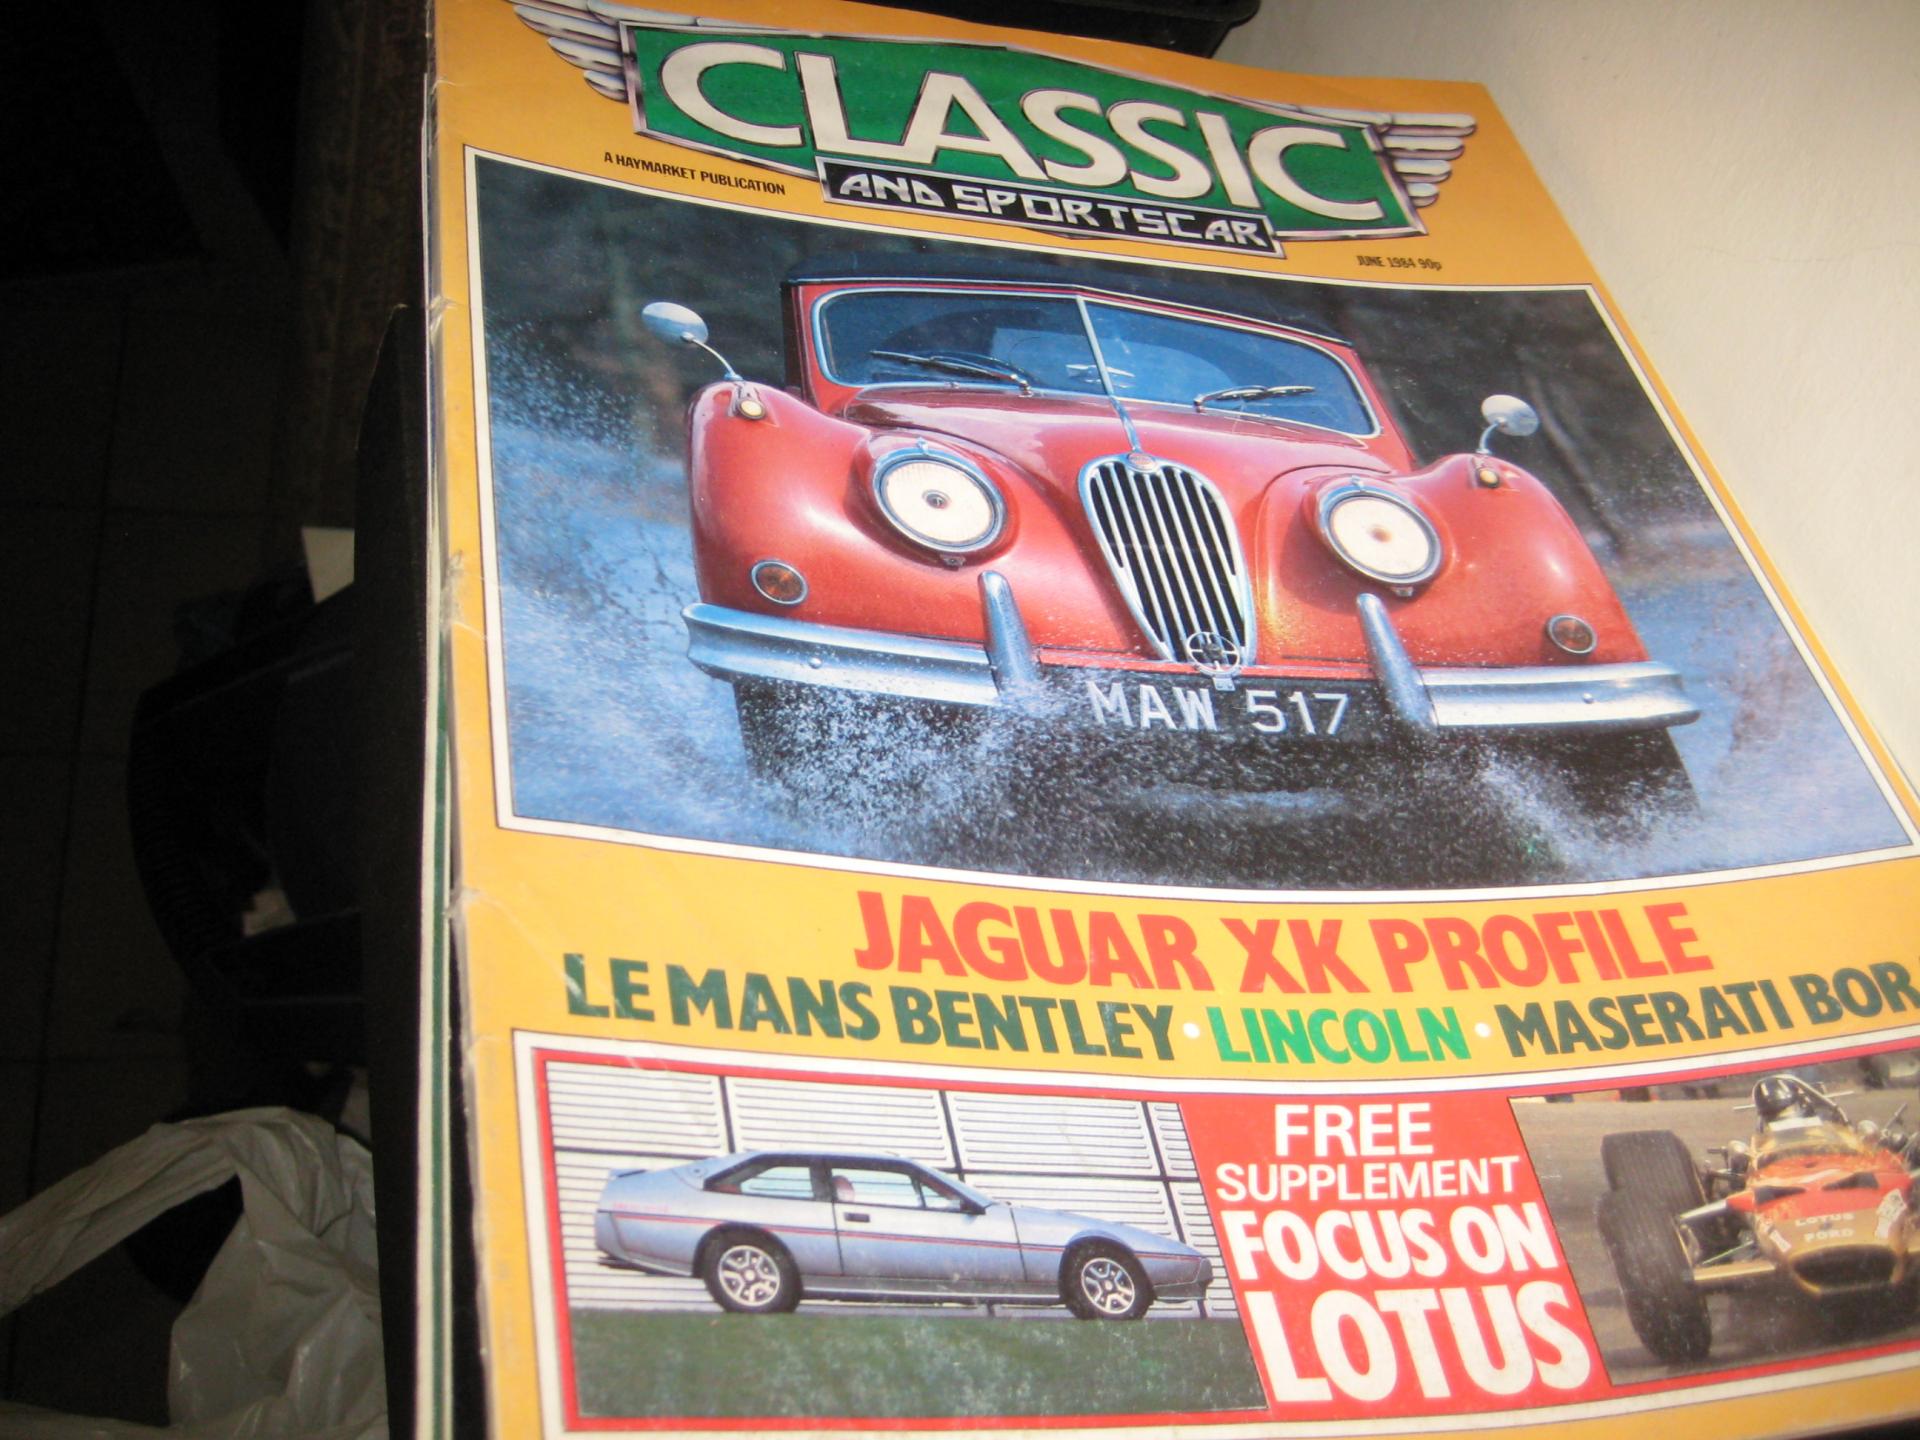 CLASSIC
AND SPORTSCAR
A HAYMARKET PUBLICATION
JUNE 1984 90p
MAW 517
JAGUAR XK PROFILE
LE MANS BENTLEY • LINCOLN • MASERATI BOR
FREE
SUPPLEMENT
FOCUS ON
LOTUS
LOTUS
FORD